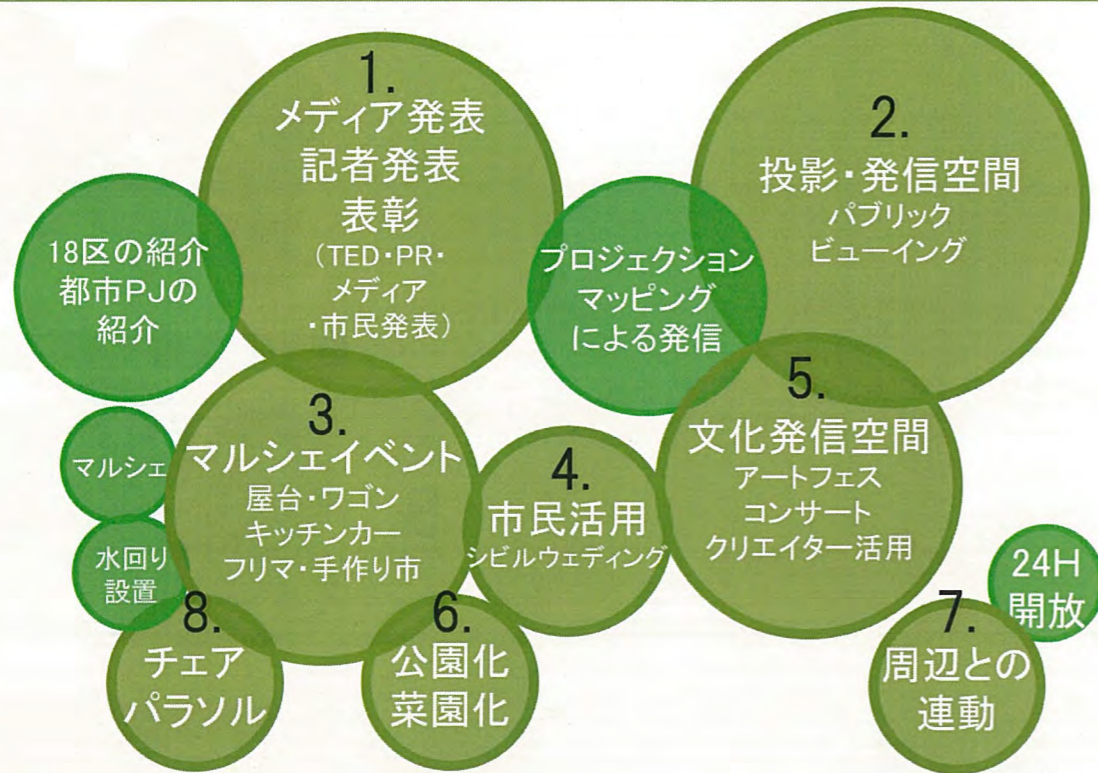 1.
メディア発表
記者発表
表彰
(TED・PR・
メディア
・市民発表)
2.
投影・発信空間
パブリック
ビューイング
18区の紹介
都市PJの
紹介
プロジェクション
マッピング
による発信
3.
マルシェイベント
屋台・ワゴン
キッチンカー
フリマ・手作り市
マルシェ
水回り
設置
4.
市民活用
シビルウェディング
5.
文化発信空間
アートフェス
コンサート
クリエイター活用
8.
チェア
パラソル
6.
公園化
菜園化
7.
周辺との
連動
24H
開放